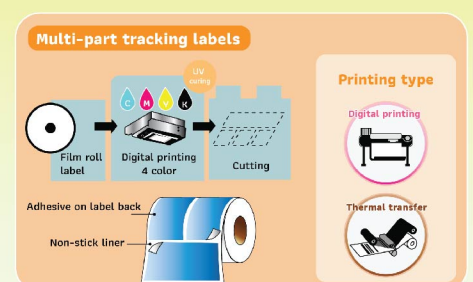 Multi-part tracking labels
UV
curing
C M Y K
Film roll
label
Digital printing
4 color
Cutting
Adhesive on label back
Non-stick liner
Printing type
Digital printing
Thermal transfer